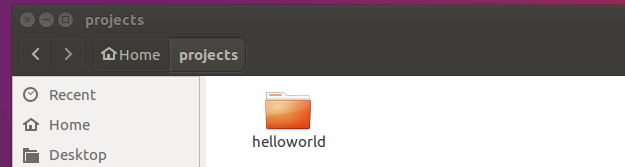 projects
Home projects
Recent
Home
Desktop
helloworld